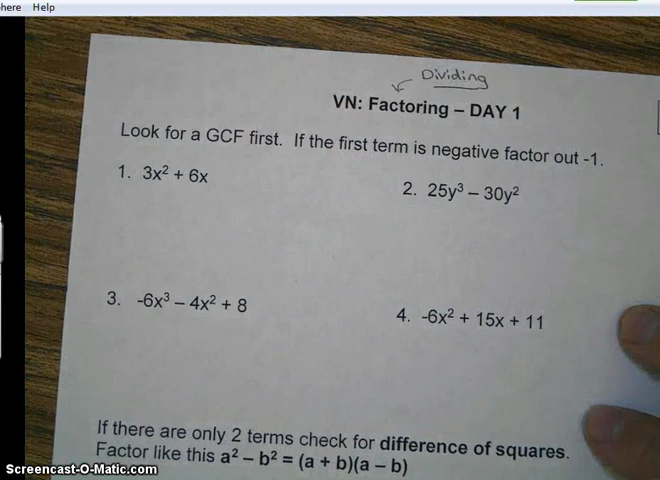 here Help
Dividing
VN: Factoring – DAY 1
Look for a GCF first. If the first term is negative factor out -1.
1. 3x² + 6x
2. 25y³ – 30y²
3. -6x³ – 4x² + 8
4. -6x² + 15x + 11
If there are only 2 terms check for difference of squares.
Factor like this a² – b² = (a + b)(a – b)
Screencast-O-Matic.com